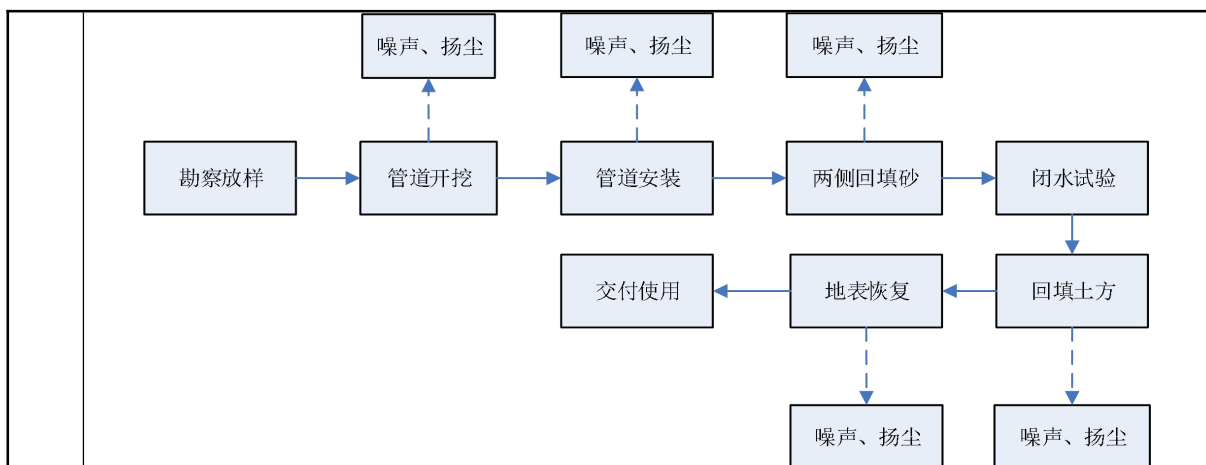 噪声、扬尘
噪声、扬尘
噪声、扬尘
勘察放样
管道开挖
管道安装
两侧回填砂
闭水试验
交付使用
地表恢复
回填土方
噪声、扬尘
噪声、扬尘